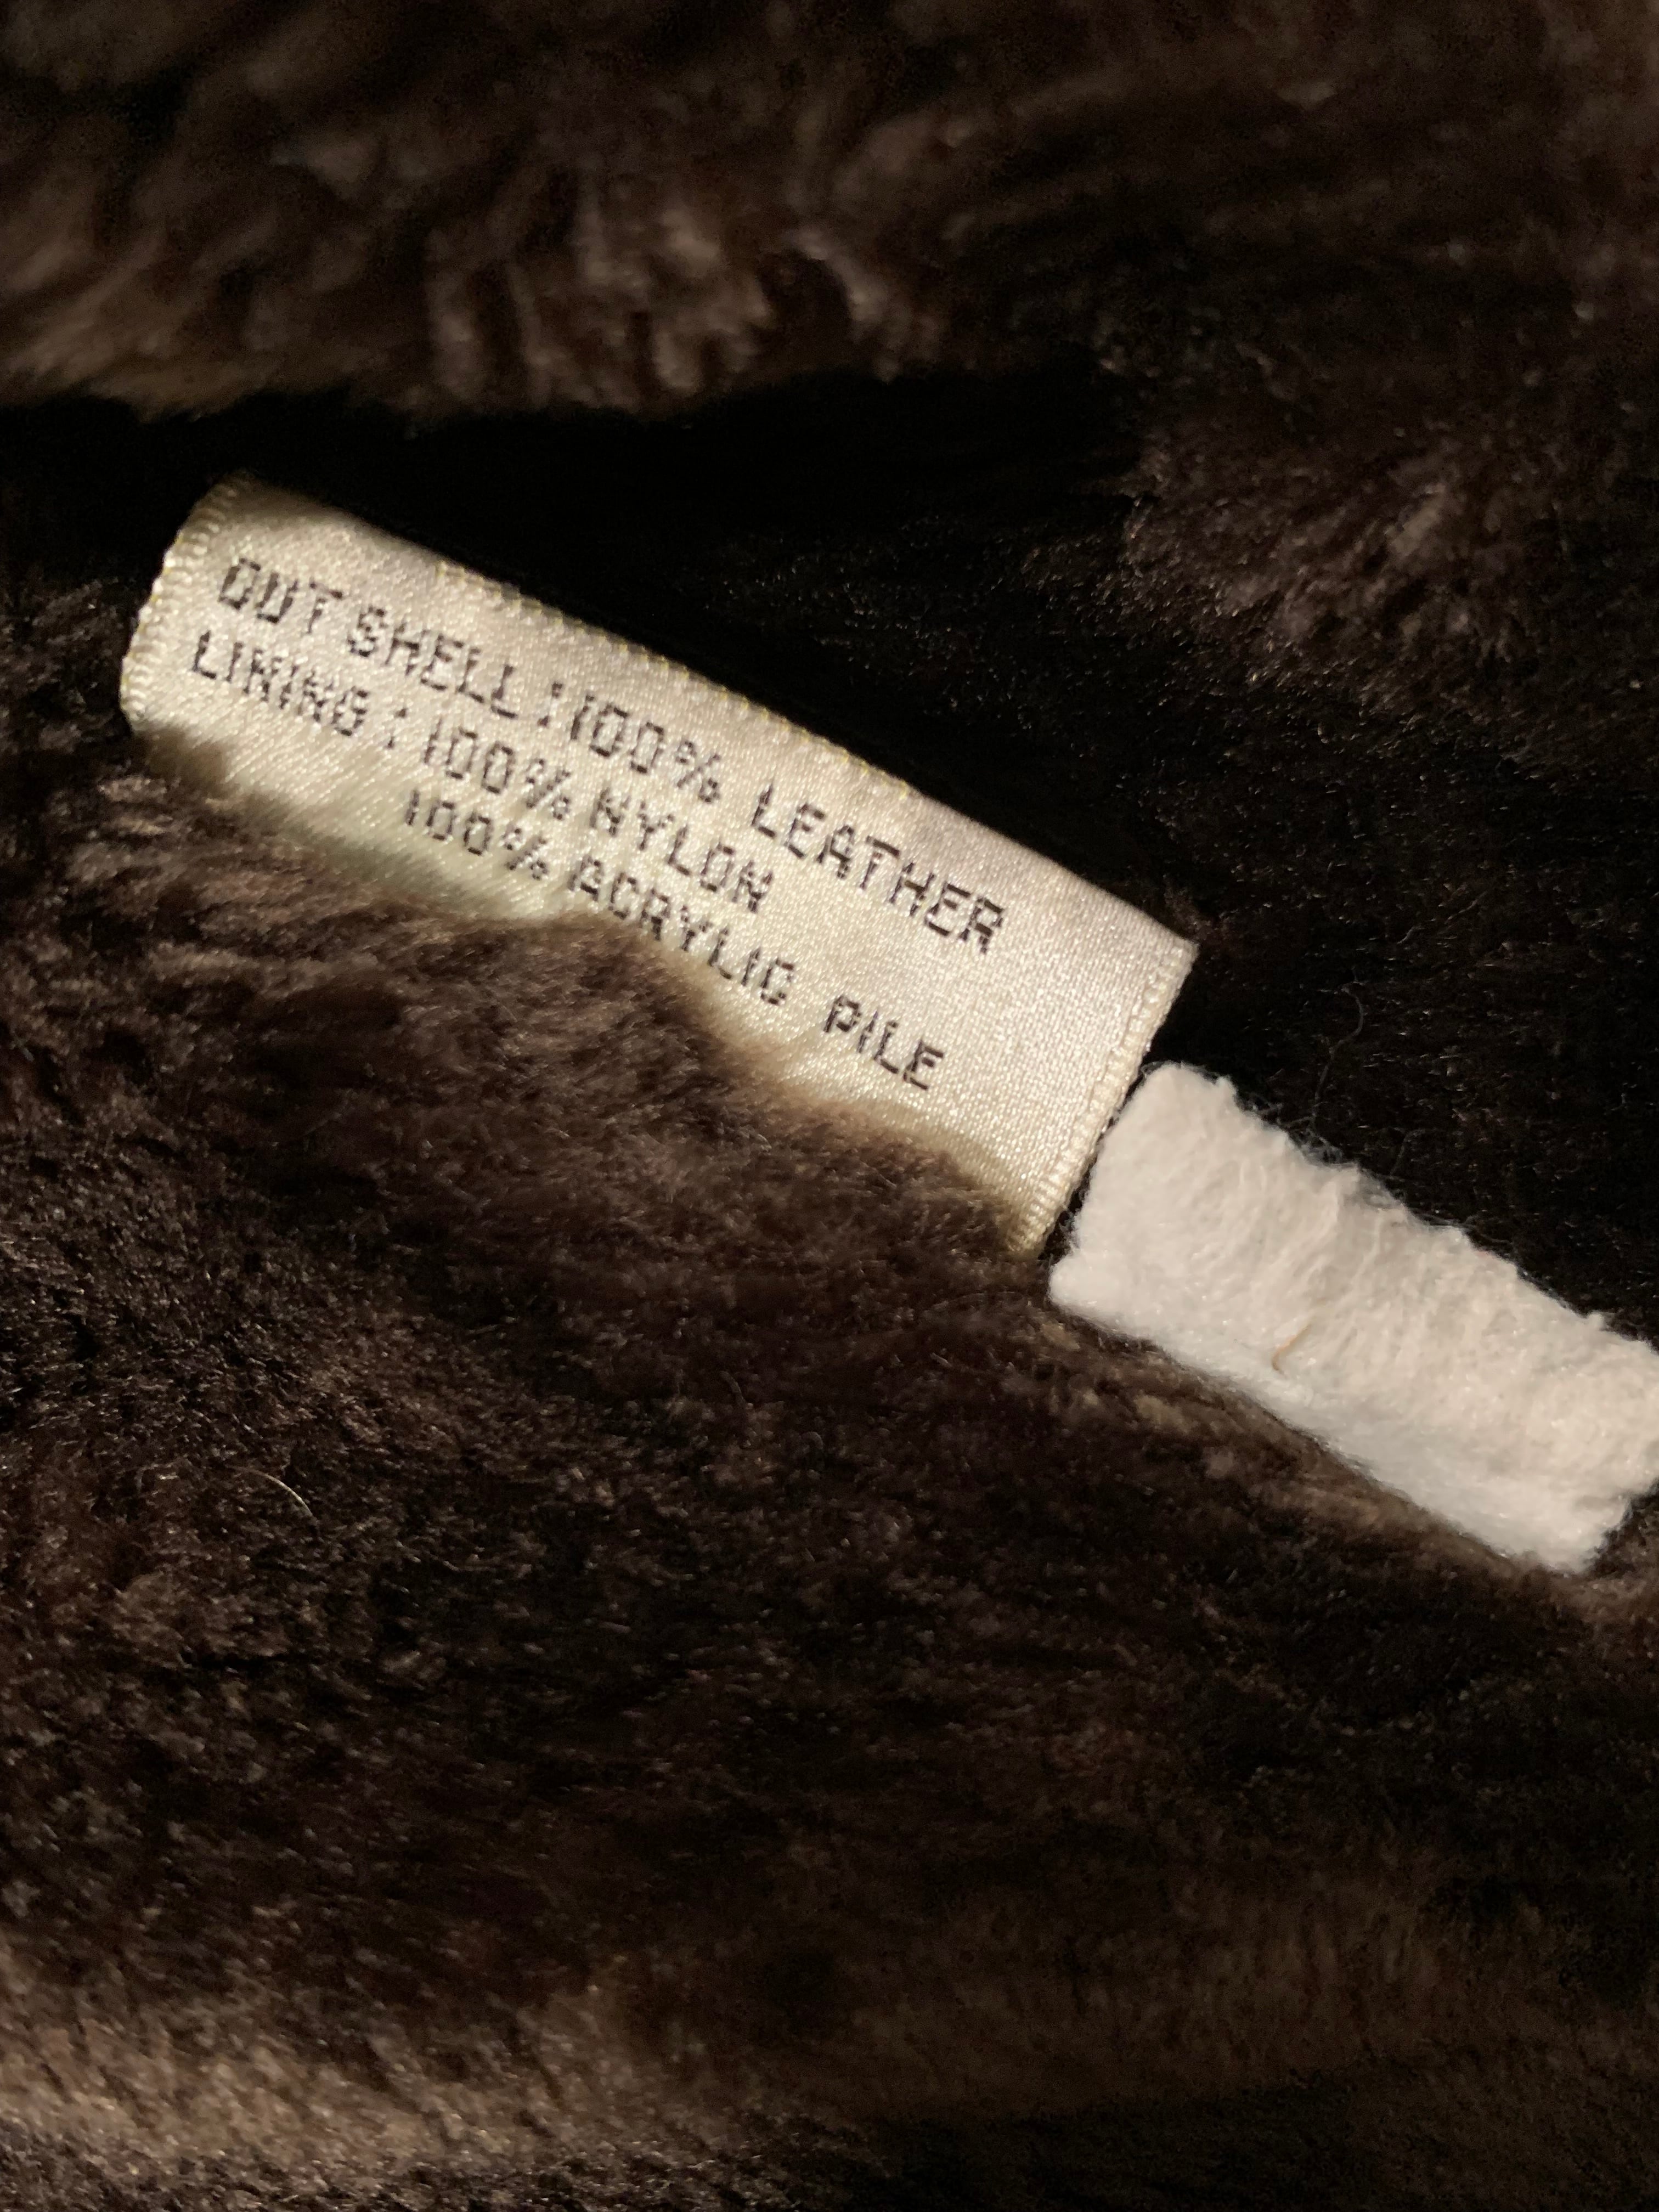 OUT SHELL : 100% LEATHER
LINING : 100% NYLON
100% ACRYLIC PILE